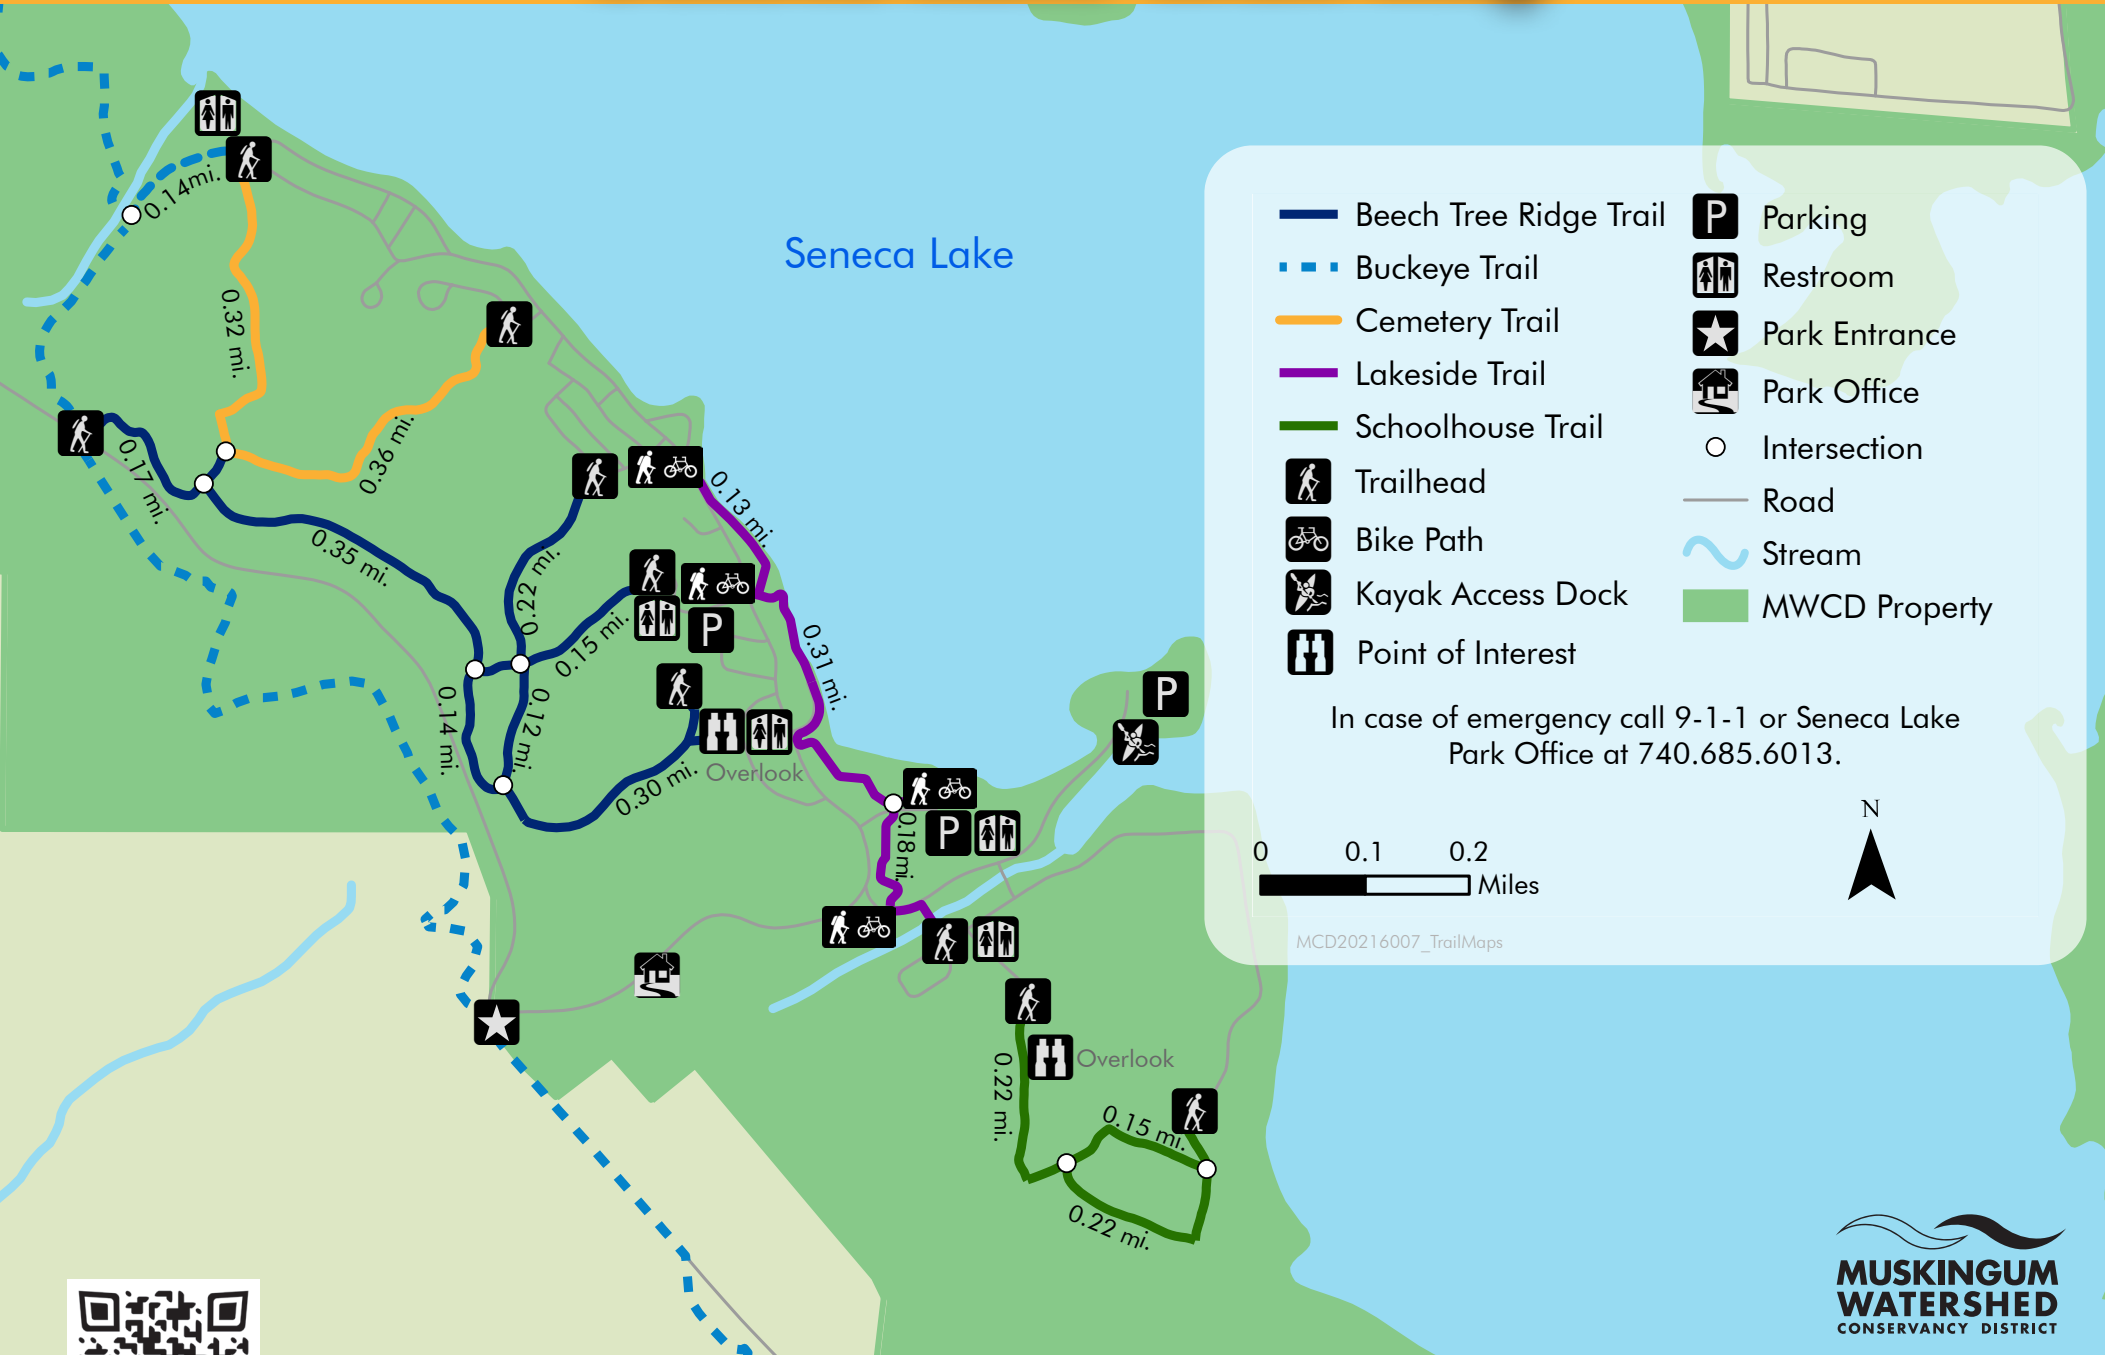 Seneca Lake
0.14mi.
0.32 mi.
0.36 mi.
0.17 mi.
0.35 mi.
0.22 mi.
0.13 mi.
0.15 mi.
P
0.31 mi.
0.14 mi.
0.12 mi.
0.30 mi.
Overlook
0.18mi.
P
P
Overlook
0.22 mi.
0.15 mi.
0.22 mi.
Beech Tree Ridge Trail
Buckeye Trail
Cemetery Trail
Lakeside Trail
Schoolhouse Trail
Trailhead
Bike Path
Kayak Access Dock
Point of Interest
P Parking
Restroom
Park Entrance
Park Office
Intersection
Road
Stream
MWCD Property
In case of emergency call 9-1-1 or Seneca Lake
Park Office at 740.685.6013.
N
0 0.1 0.2
Miles
MCD20216007_TrailMaps
MUSKINGUM
WATERSHED
CONSERVANCY DISTRICT